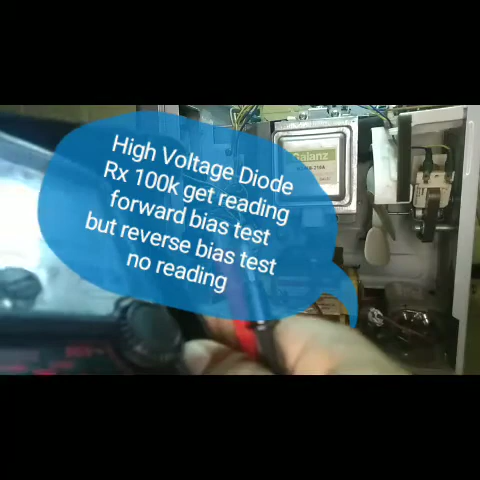 High Voltage Diode
Rx 100k get reading
forward bias test
but reverse bias test
no reading
Galanz